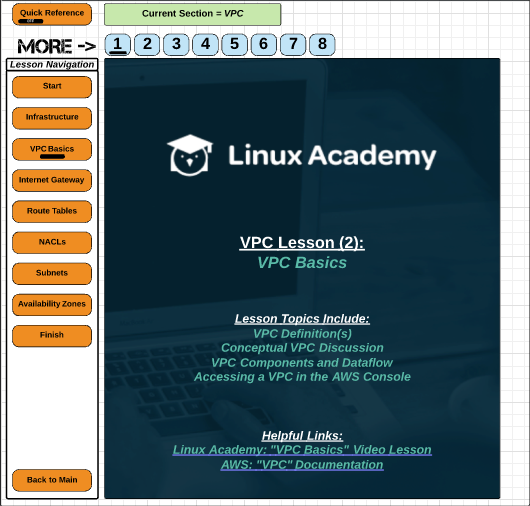 Quick Reference
OFF
Current Section = VPC
MORE ->
1 2 3 4 5 6 7 8
Lesson Navigation
Start
Infrastructure
VPC Basics
Internet Gateway
Route Tables
NACLs
Subnets
Availability Zones
Finish
Back to Main
Linux Academy
VPC Lesson (2):
VPC Basics
Lesson Topics Include:
VPC Definition(s)
Conceptual VPC Discussion
VPC Components and Dataflow
Accessing a VPC in the AWS Console
Helpful Links:
Linux Academy: "VPC Basics" Video Lesson
AWS: "VPC" Documentation